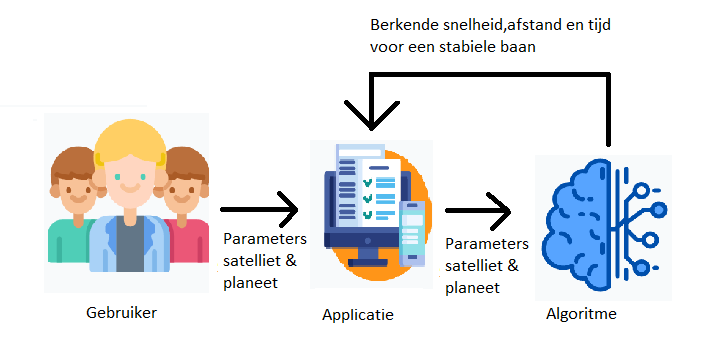 Berkende snelheid,afstand en tijd
voor een stabiele baan
Parameters
satelliet &
planeet
Parameters
satelliet &
planeet
Gebruiker
Applicatie
Algoritme